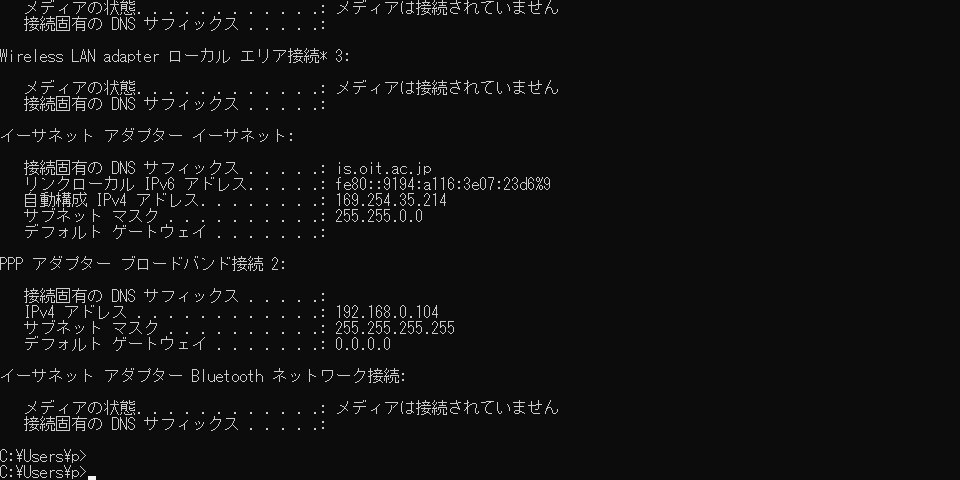 メディアの状態. . . . . . . . . . . .: メディアは接続されていません
接続固有の DNS サフィックス . . . . .:
Wireless LAN adapter ローカル エリア接続* 3:
メディアの状態. . . . . . . . . . . .: メディアは接続されていません
接続固有の DNS サフィックス . . . . .:
イーサネット アダプター イーサネット:
接続固有の DNS サフィックス . . . . .: is.oit.ac.jp
リンクローカル IPv6 アドレス. . . . .: fe80::9194:a116:3e07:23d6%9
自動構成 IPv4 アドレス. . . . . . . .: 169.254.35.214
サブネット マスク . . . . . . . . . .: 255.255.0.0
デフォルト ゲートウェイ . . . . . . .:
PPP アダプター ブロードバンド接続 2:
接続固有の DNS サフィックス . . . . .:
IPv4 アドレス . . . . . . . . . . . .: 192.168.0.104
サブネット マスク . . . . . . . . . .: 255.255.255.255
デフォルト ゲートウェイ . . . . . . .: 0.0.0.0
イーサネット アダプター Bluetooth ネットワーク接続:
メディアの状態. . . . . . . . . . . .: メディアは接続されていません
接続固有の DNS サフィックス . . . . .:
C:¥Users¥p>
C:¥Users¥p>